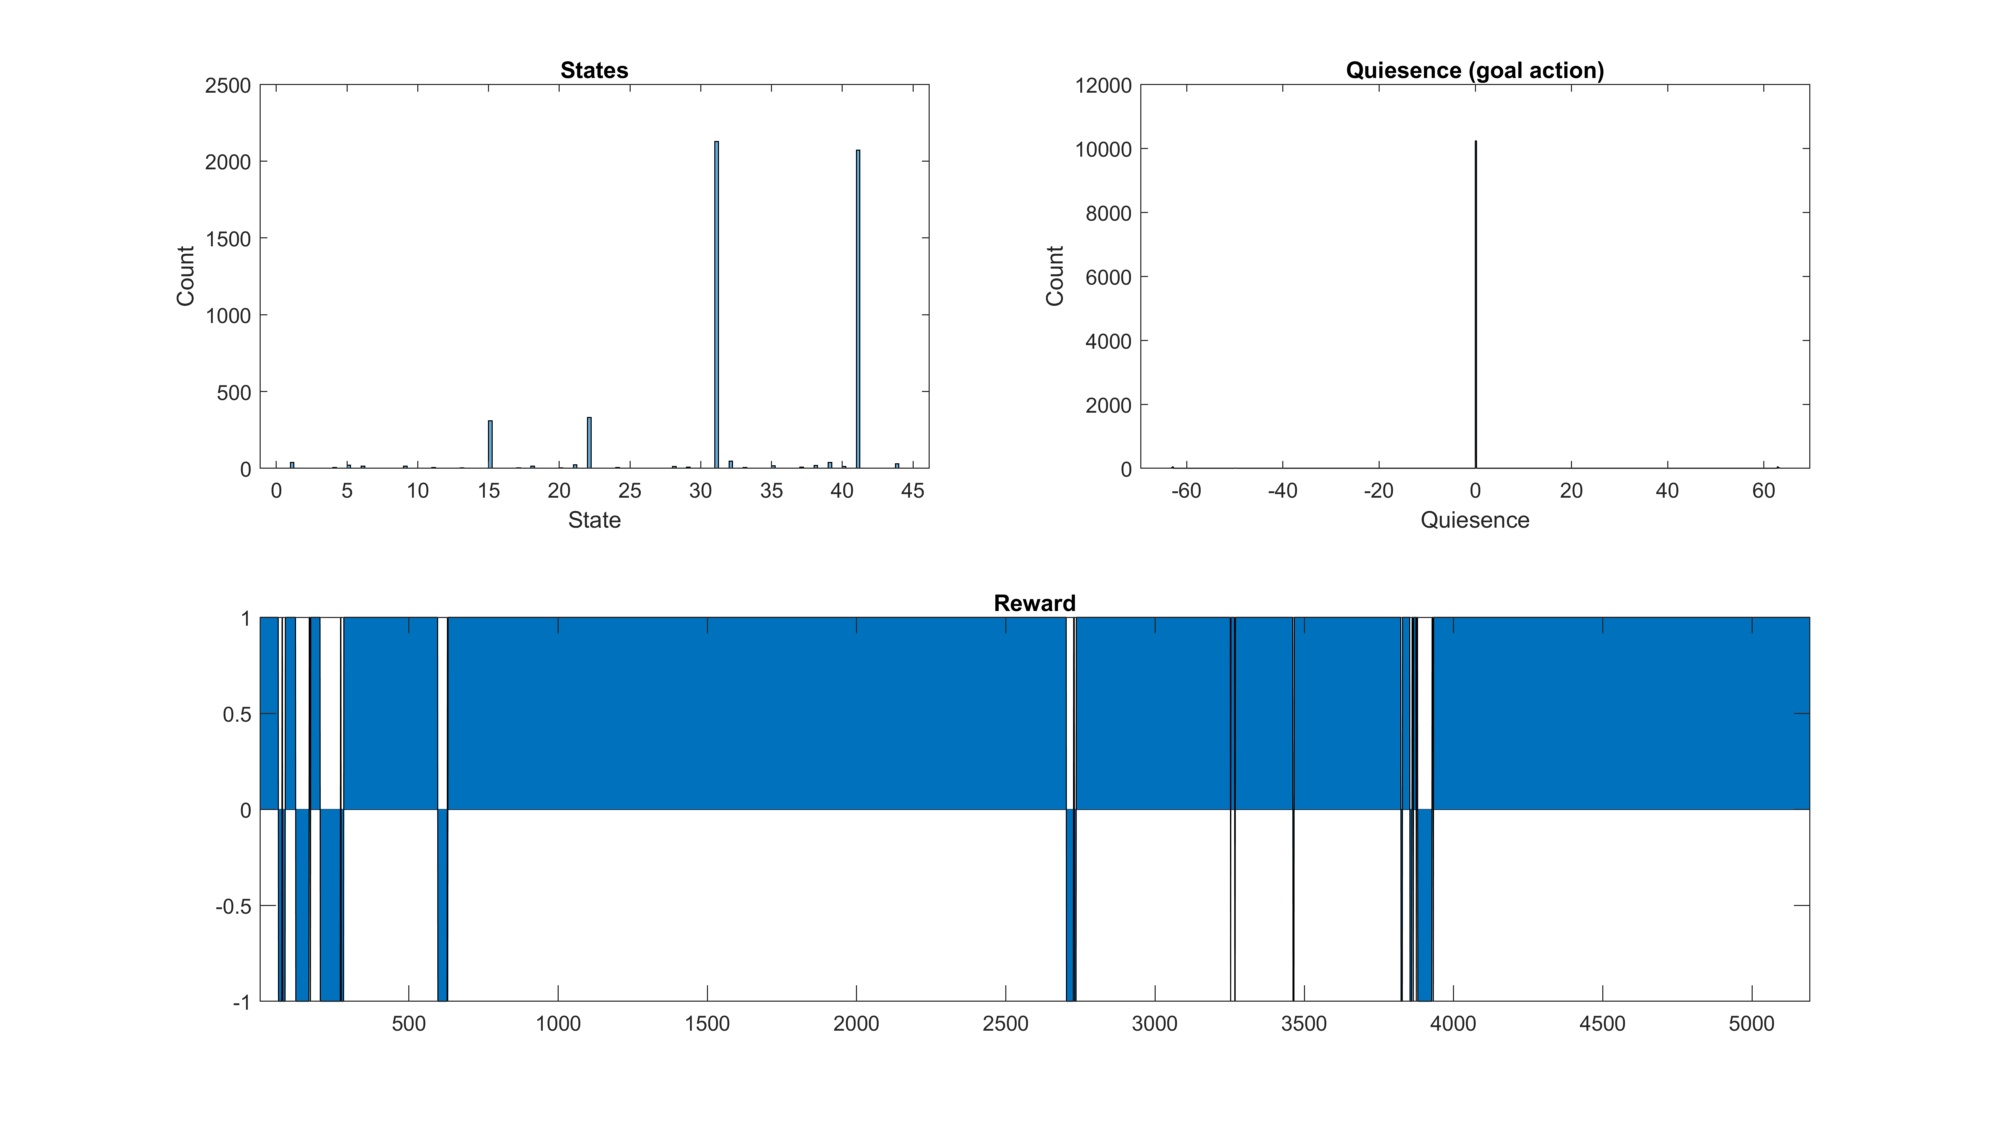 States
2500
2000
1500
1000
500
0
Count
0 5 10 15 20 25 30 35 40 45
State
Quiesence (goal action)
12000
10000
8000
6000
4000
2000
0
Count
-60 -40 -20 0 20 40 60
Quiesence
Reward
1
0.5
0
-0.5
-1
500 1000 1500 2000 2500 3000 3500 4000 4500 5000